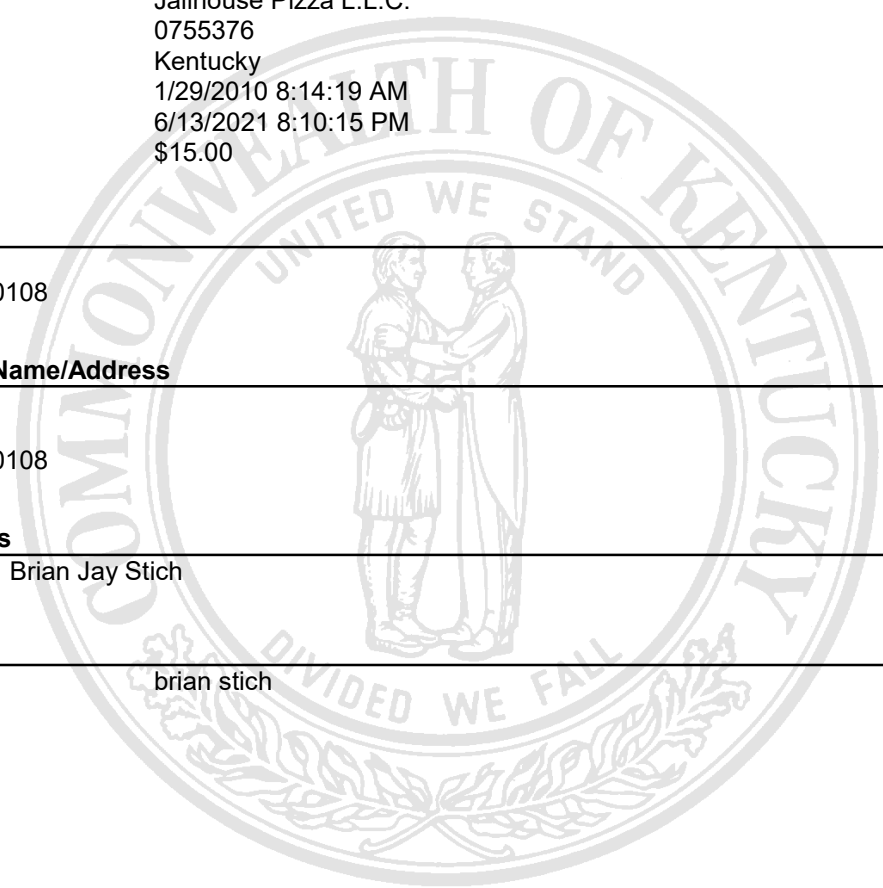 Jailhouse Pizza L.L.C.
0755376
Kentucky
1/29/2010 8:14:19 AM
6/13/2021 8:10:15 PM
$15.00
COMMONWEALTH OF KENTUCKY
UNITED WE STAND
0108
Name/Address
0108
s
Brian Jay Stich
brian stich
DIVIDED WE FALL